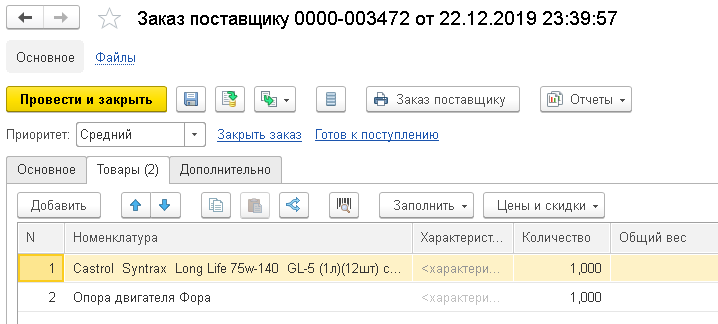 Заказ поставщику 0000-003472 от 22.12.2019 23:39:57
Основное Файлы
Провести и закрыть Заказ поставщику Отчеты
Приоритет: Средний Закрыть заказ Готов к поступлению
Основное Товары (2) Дополнительно
Добавить Заполнить Цены и скидки
N Номенклатура Характерист... Количество Общий вес
1 Castrol Syntrax Long Life 75w-140 GL-5 (1л)(12шт) с... <характери... 1,000
2 Опора двигателя Фора <характери... 1,000